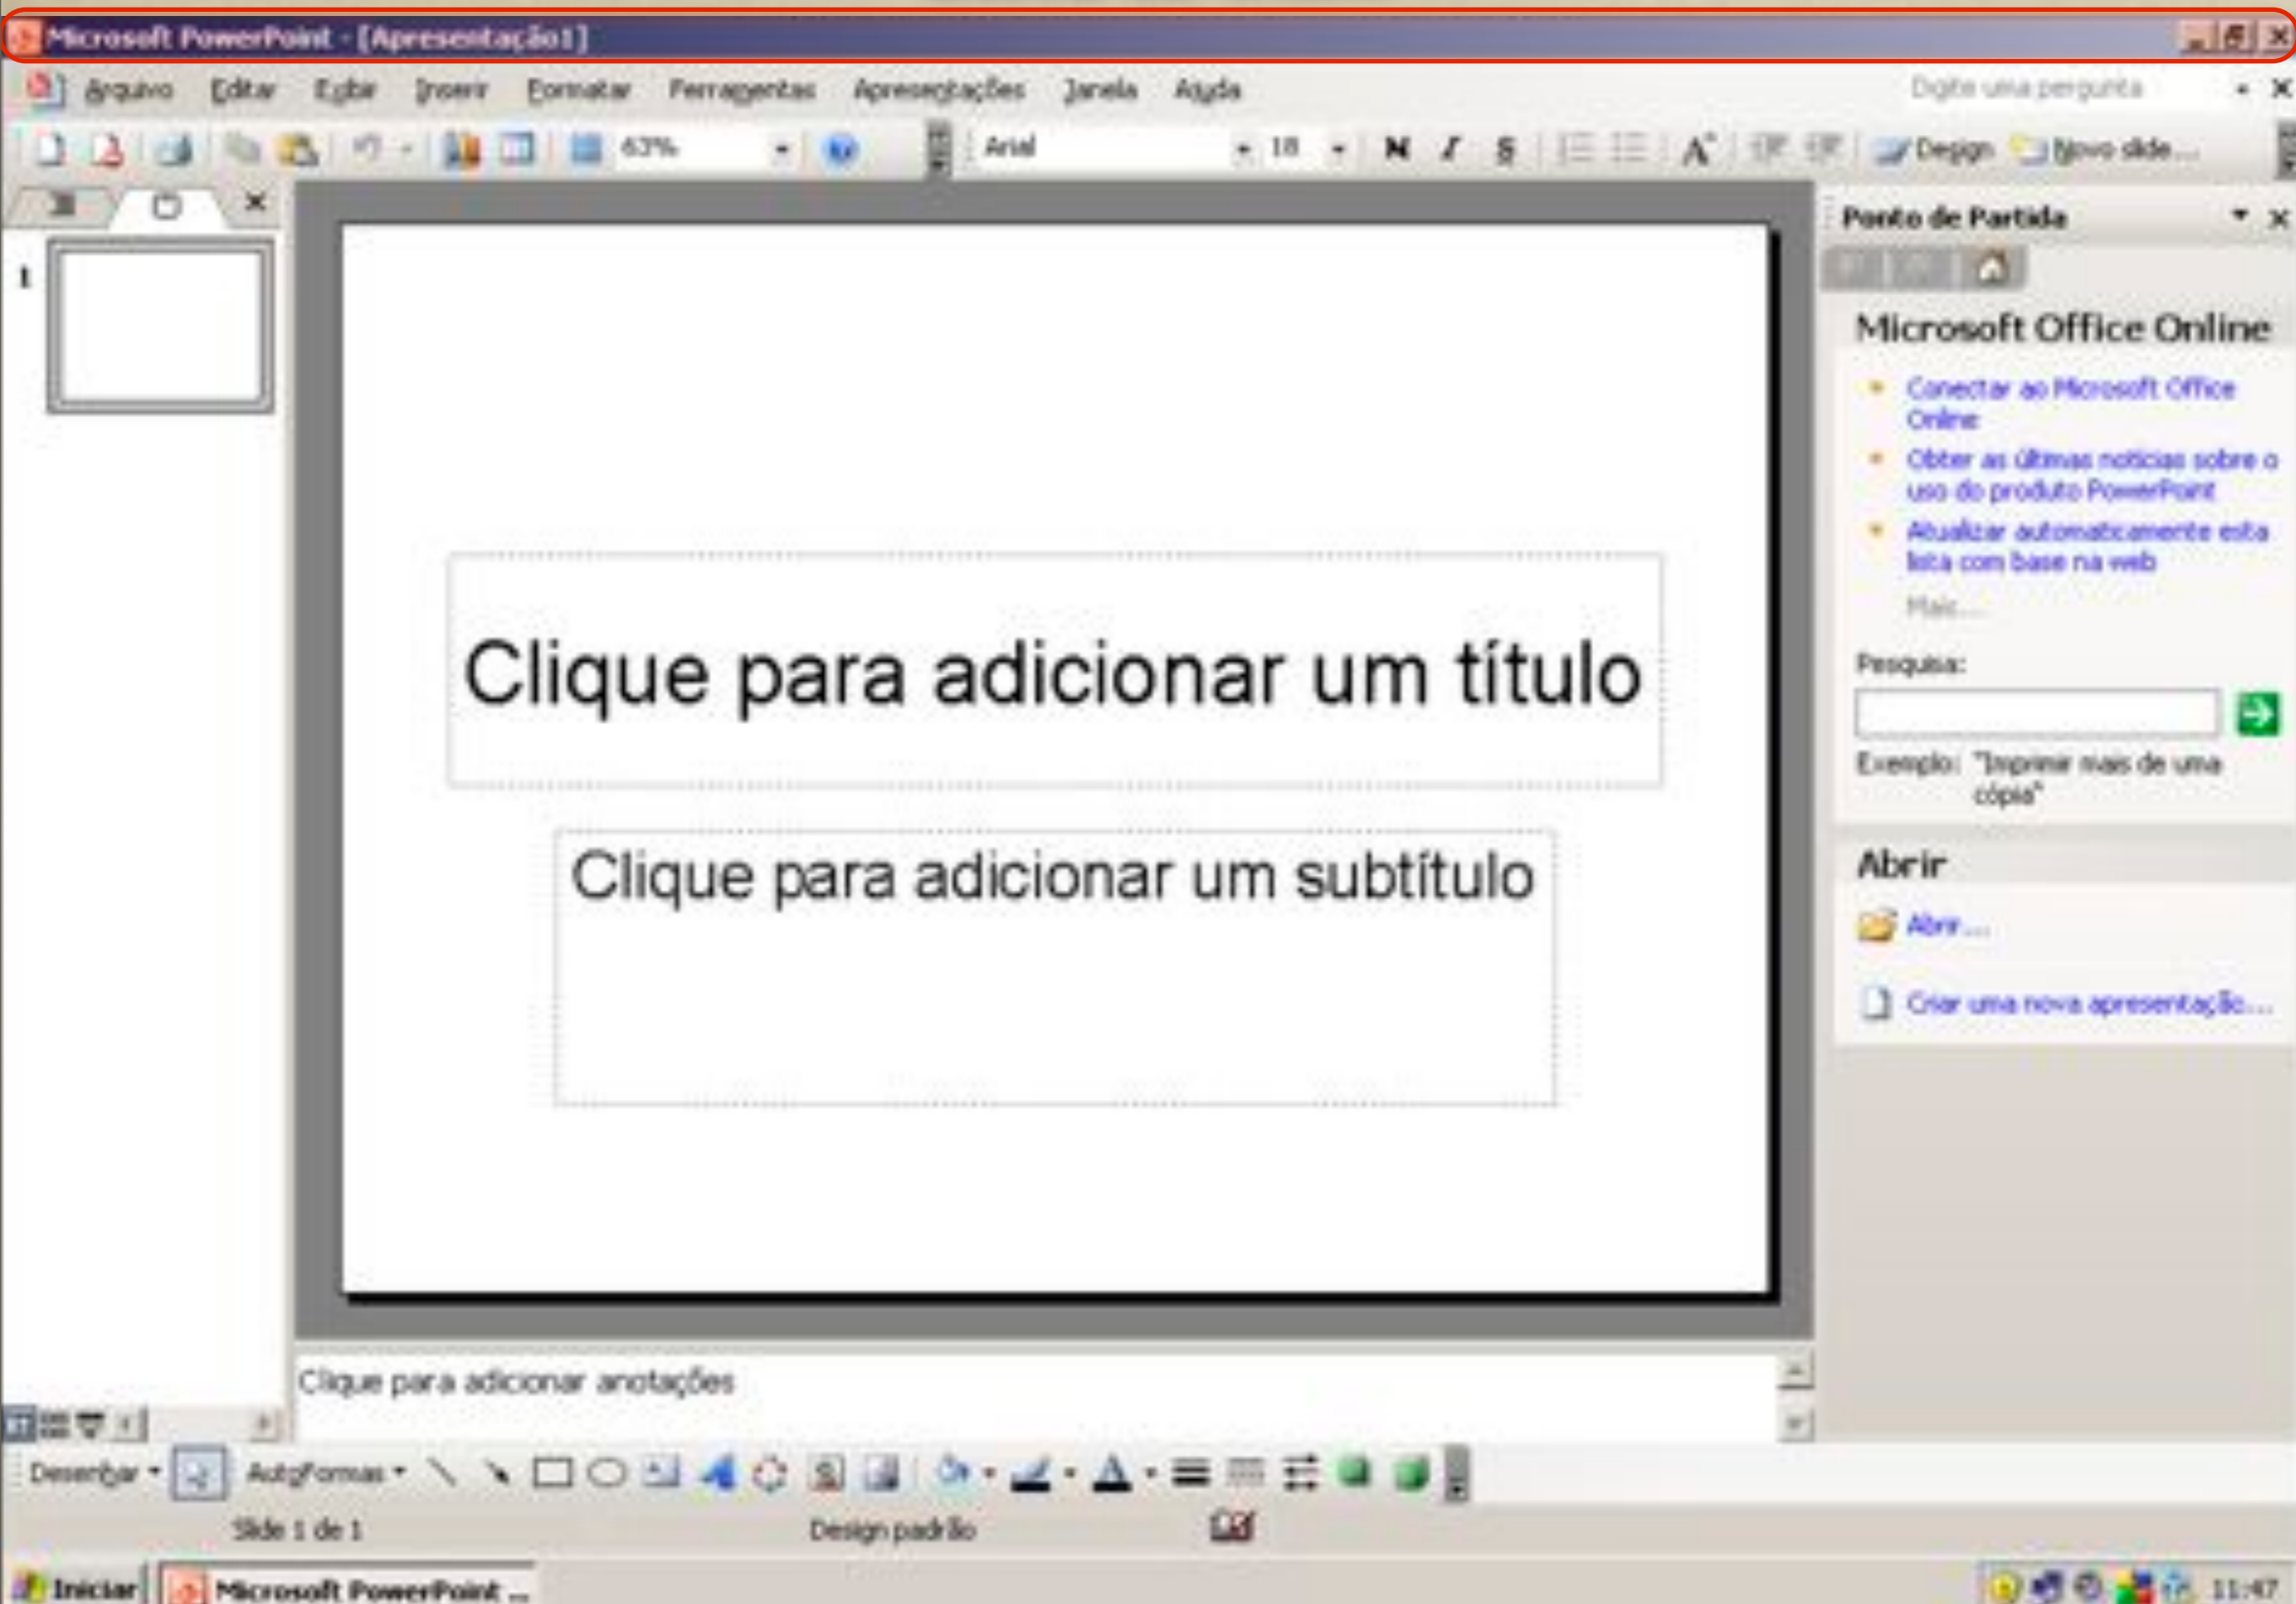 Microsoft PowerPoint - [Apresentação1]
Arquivo Editar Exibir Inserir Formatar Ferramentas Apresentações Janela Ajuda Digite uma pergunta
63% Arial 18 N I S A Design Novo slide...
Ponto de Partida
1
Microsoft Office Online
Conectar ao Microsoft Office
Online
Obter as últimas notícias sobre o
uso do produto PowerPoint
Atualizar automaticamente esta
lista com base na web
Mais...
Pesquisa:
Exemplo: "Imprimir mais de uma
cópia"
Abrir
Abrir...
Criar uma nova apresentação...
Clique para adicionar um título
Clique para adicionar um subtítulo
Clique para adicionar anotações
Desenhar AutoFormas
Slide 1 de 1 Design padrão
Iniciar Microsoft PowerPoint ... 11:47